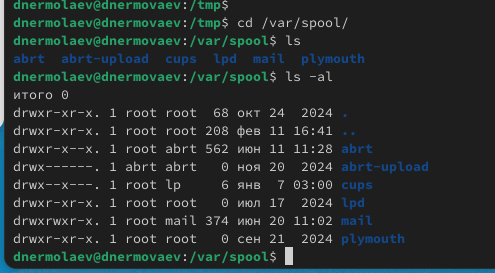 dnermolaev@dnermovaev:/tmp$
dnermolaev@dnermovaev:/tmp$ cd /var/spool/
dnermolaev@dnermovaev:/var/spool$ ls
abrt  abrt-upload  cups  lpd  mail  plymouth
dnermolaev@dnermovaev:/var/spool$ ls -al
итого 0
drwxr-xr-x. 1 root root  68 окт 24  2024 .
drwxr-xr-x. 1 root root 208 фев 11 16:41 ..
drwxr-x--x. 1 root abrt 562 июн 11 11:28 abrt
drwx------. 1 abrt abrt   0 ноя 20  2024 abrt-upload
drwx--x---. 1 root lp     6 янв  7 03:00 cups
drwxr-xr-x. 1 root root   0 июл 17  2024 lpd
drwxrwxr-x. 1 root mail 374 июн 20 11:02 mail
drwxr-xr-x. 1 root root   0 сен 21  2024 plymouth
dnermolaev@dnermovaev:/var/spool$